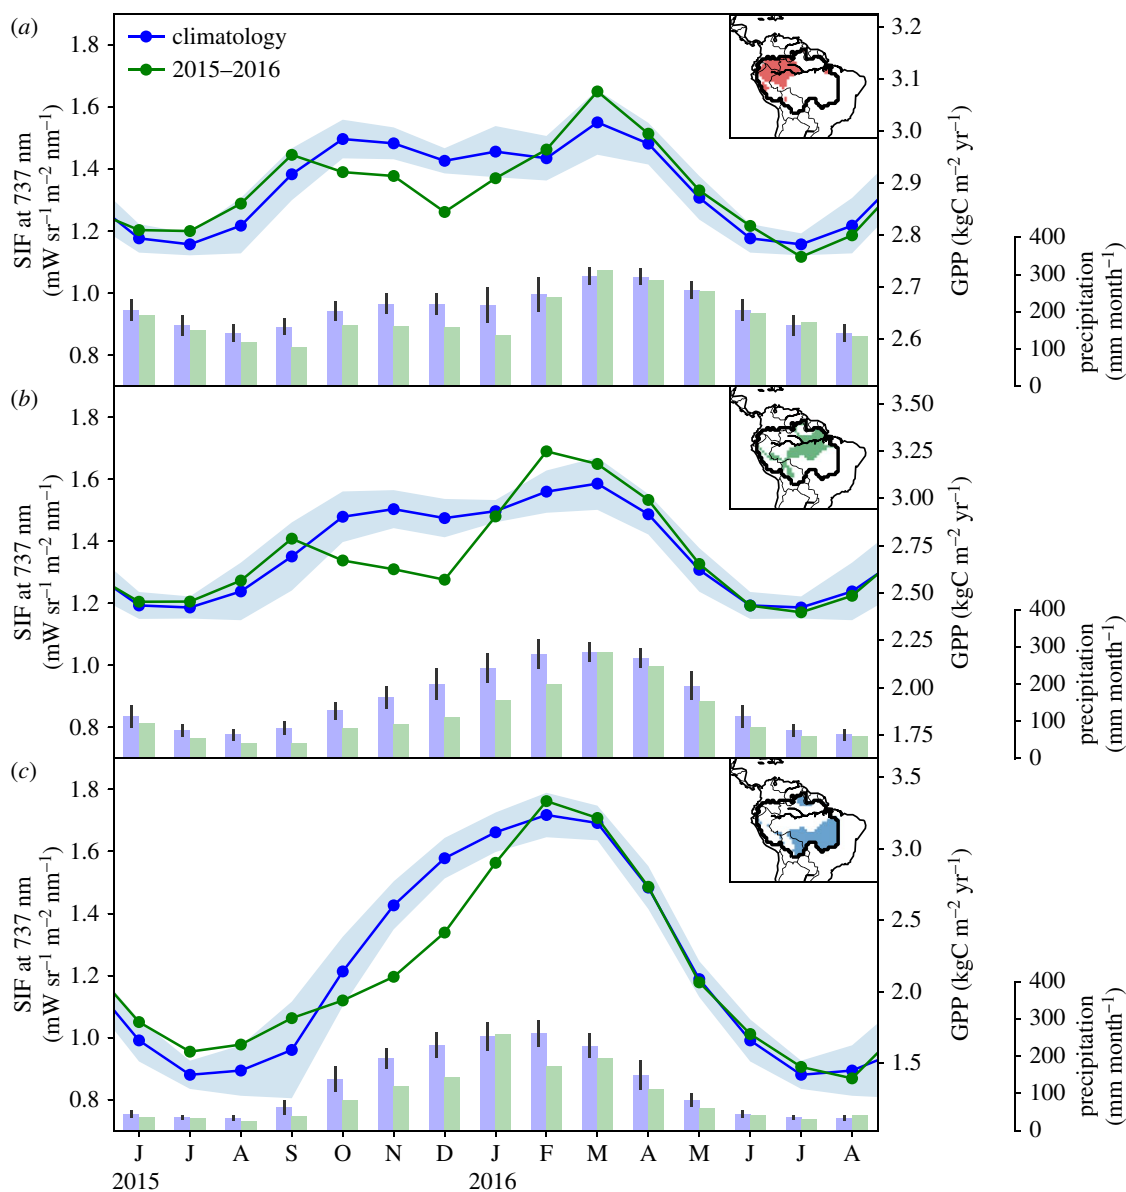 (a)
climatology
2015–2016
1.8
1.6
1.4
1.2
1.0
0.8
SIF at 737 nm
(mW sr⁻¹ m⁻² nm⁻¹)
3.2
3.1
3.0
2.9
2.8
2.7
2.6
GPP (kgC m⁻² yr⁻¹)
400
300
200
100
0
precipitation
(mm month⁻¹)
(b)
1.8
1.6
1.4
1.2
1.0
0.8
SIF at 737 nm
(mW sr⁻¹ m⁻² nm⁻¹)
3.50
3.25
3.00
2.75
2.50
2.25
2.00
1.75
GPP (kgC m⁻² yr⁻¹)
400
300
200
100
0
precipitation
(mm month⁻¹)
(c)
1.8
1.6
1.4
1.2
1.0
0.8
SIF at 737 nm
(mW sr⁻¹ m⁻² nm⁻¹)
3.5
3.0
2.5
2.0
1.5
GPP (kgC m⁻² yr⁻¹)
400
300
200
100
0
precipitation
(mm month⁻¹)
J J A S O N D J F M A M J J A
2015 2016